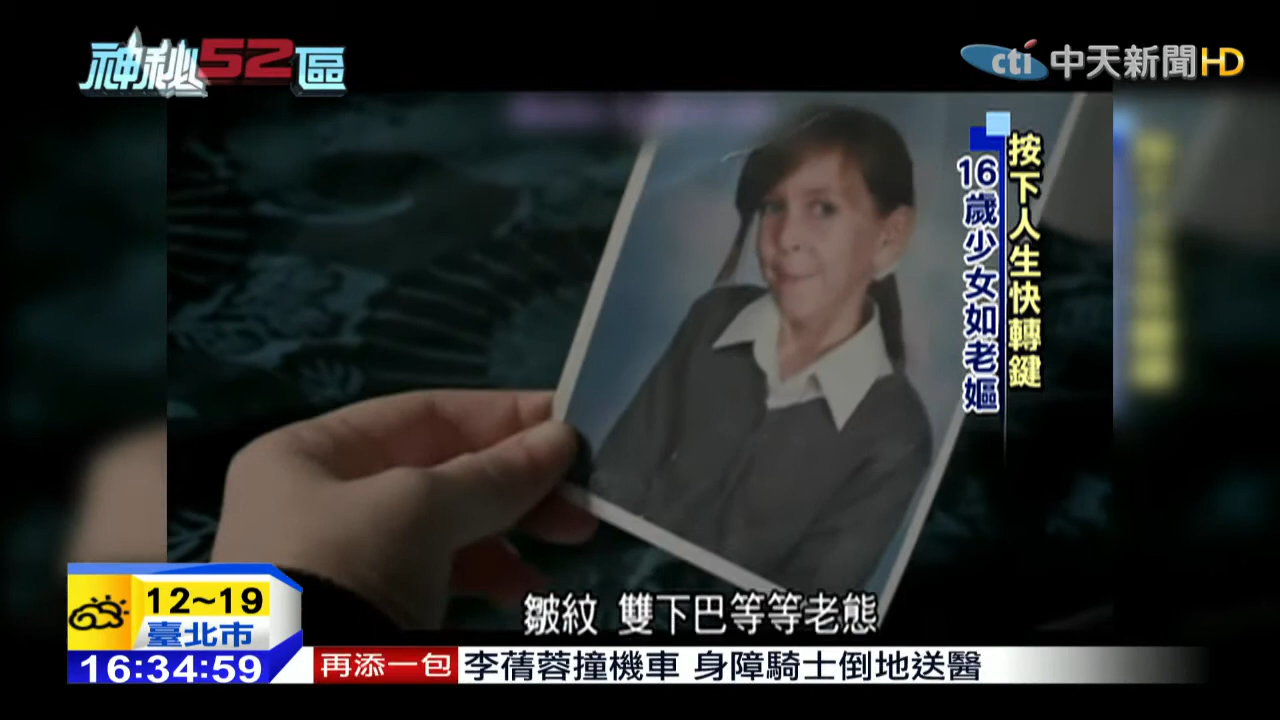 神秘52區
cti 中天新聞HD
按下人生快轉鍵
16歲少女如老嫗
皺紋 雙下巴等等老態
12~19
臺北市
16:34:59
再添一包 李蒨蓉撞機車 身障騎士倒地送醫